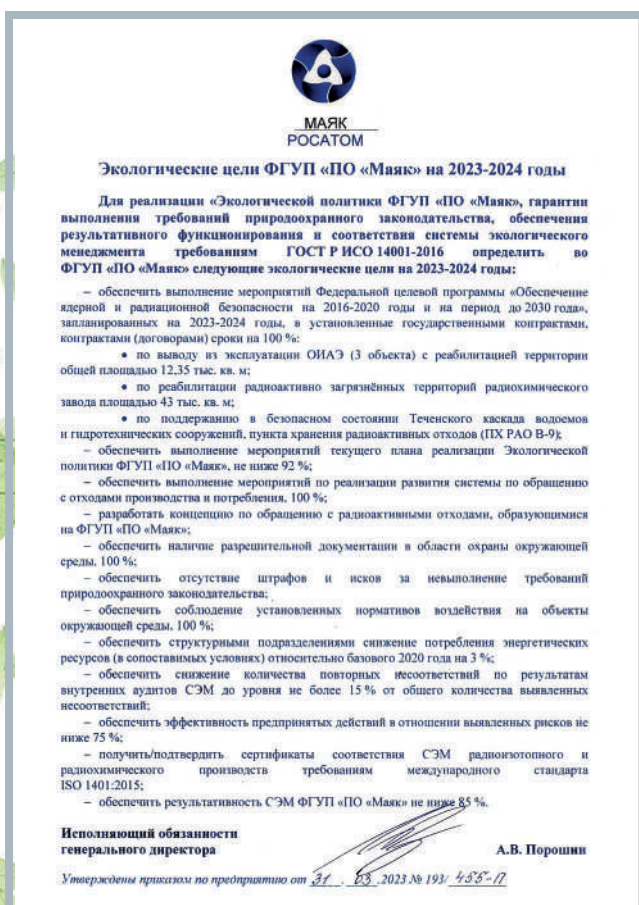 МАЯК
РОСАТОМ
Экологические цели ФГУП «ПО «Маяк» на 2023-2024 годы
Для реализации «Экологической политики ФГУП «ПО «Маяк», гарантии
выполнения требований природоохранного законодательства, обеспечения
результативного функционирования и соответствия системы экологического
менеджмента требованиям ГОСТ Р ИСО 14001-2016 определить во
ФГУП «ПО «Маяк» следующие экологические цели на 2023-2024 годы:
– обеспечить выполнение мероприятий Федеральной целевой программы «Обеспечение
ядерной и радиационной безопасности на 2016-2020 годы и на период до 2030 года»,
запланированных на 2023-2024 годы, в установленные государственными контрактами,
контрактами (договорами) сроки на 100 %:
• по выводу из эксплуатации ОИАЭ (3 объекта) с реабилитацией территории
общей площадью 12,35 тыс. кв. м;
• по реабилитации радиоактивно загрязнённых территорий радиохимического
завода площадью 43 тыс. кв. м;
• по поддержанию в безопасном состоянии Теченского каскада водоемов
и гидротехнических сооружений, пункта хранения радиоактивных отходов (ПХ РАО В-9);
– обеспечить выполнение мероприятий текущего плана реализации Экологической
политики ФГУП «ПО «Маяк», не ниже 92 %;
– обеспечить выполнение мероприятий по реализации развития системы по обращению
с отходами производства и потребления, 100 %;
– разработать концепцию по обращению с радиоактивными отходами, образующимися
на ФГУП «ПО «Маяк»;
– обеспечить наличие разрешительной документации в области охраны окружающей
среды, 100 %;
– обеспечить отсутствие штрафов и исков за невыполнение требований
природоохранного законодательства;
– обеспечить соблюдение установленных нормативов воздействия на объекты
окружающей среды, 100 %;
– обеспечить структурными подразделениями снижение потребления энергетических
ресурсов (в сопоставимых условиях) относительно базового 2020 года на 3 %;
– обеспечить снижение количества повторных несоответствий по результатам
внутренних аудитов СЭМ до уровня не более 15 % от общего количества выявленных
несоответствий;
– обеспечить эффективность предпринятых действий в отношении выявленных рисков не
ниже 75 %;
– получить/подтвердить сертификаты соответствия СЭМ радиоизотопного и
радиохимического производств требованиям международного стандарта
ISO 1401:2015;
– обеспечить результативность СЭМ ФГУП «ПО «Маяк» не ниже 85 %.
Исполняющий обязанности
генерального директора А.В. Порошин
Утверждены приказом по предприятию от 31 . 03 .2023 № 193/ 455-П